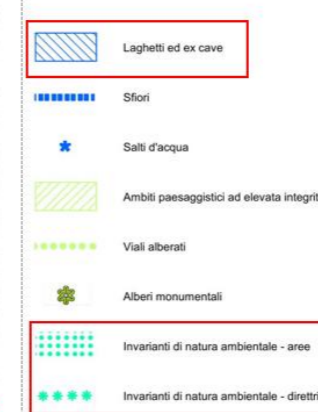 Laghetti ed ex cave
Sfiori
Salti d'acqua
Ambiti paesaggistici ad elevata integrit
Viali alberati
Alberi monumentali
Invarianti di natura ambientale - aree
Invarianti di natura ambientale - direttri